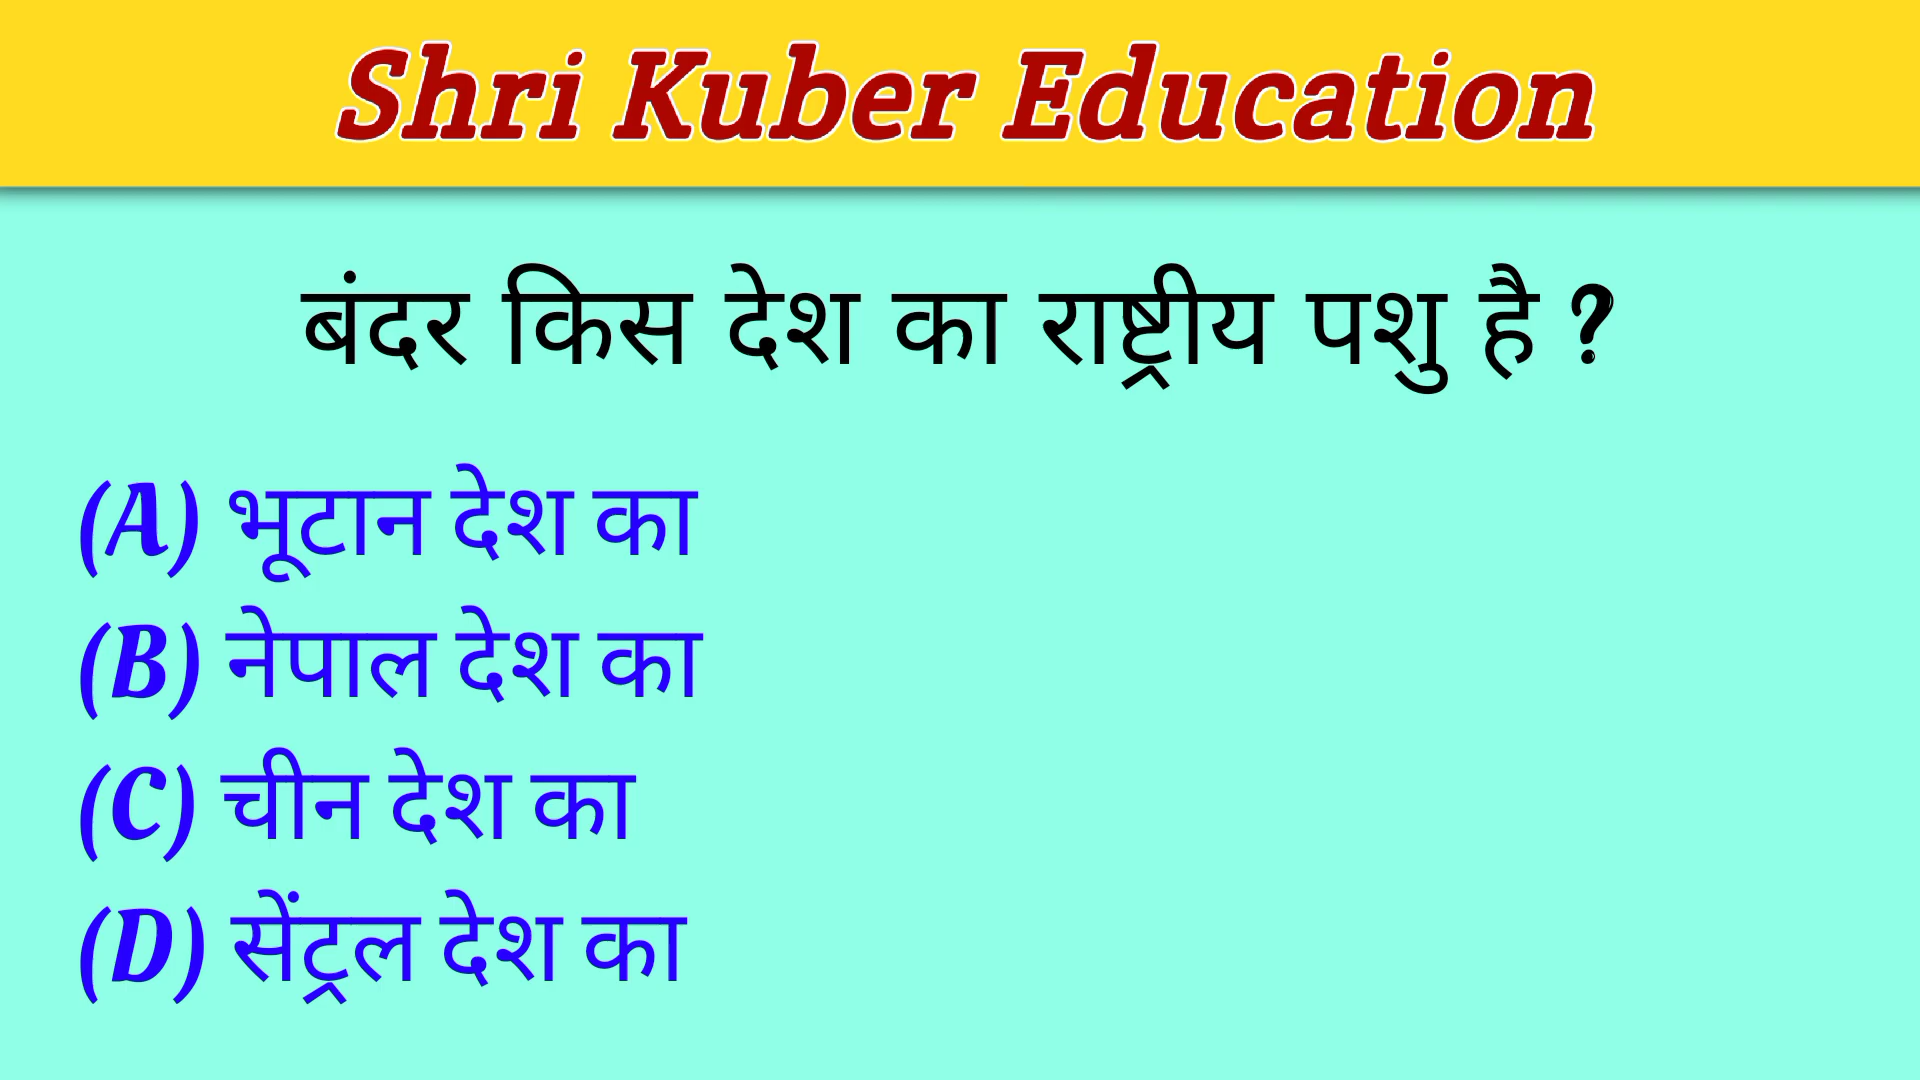 Shri Kuber Education
बंदर किस देश का राष्ट्रीय पशु है ?
(A) भूटान देश का
(B) नेपाल देश का
(C) चीन देश का
(D) सेंट्रल देश का